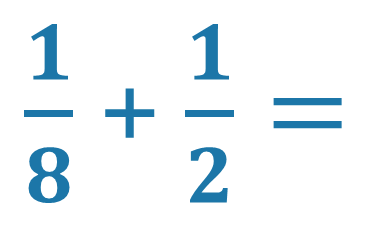 1/8 + 1/2 =